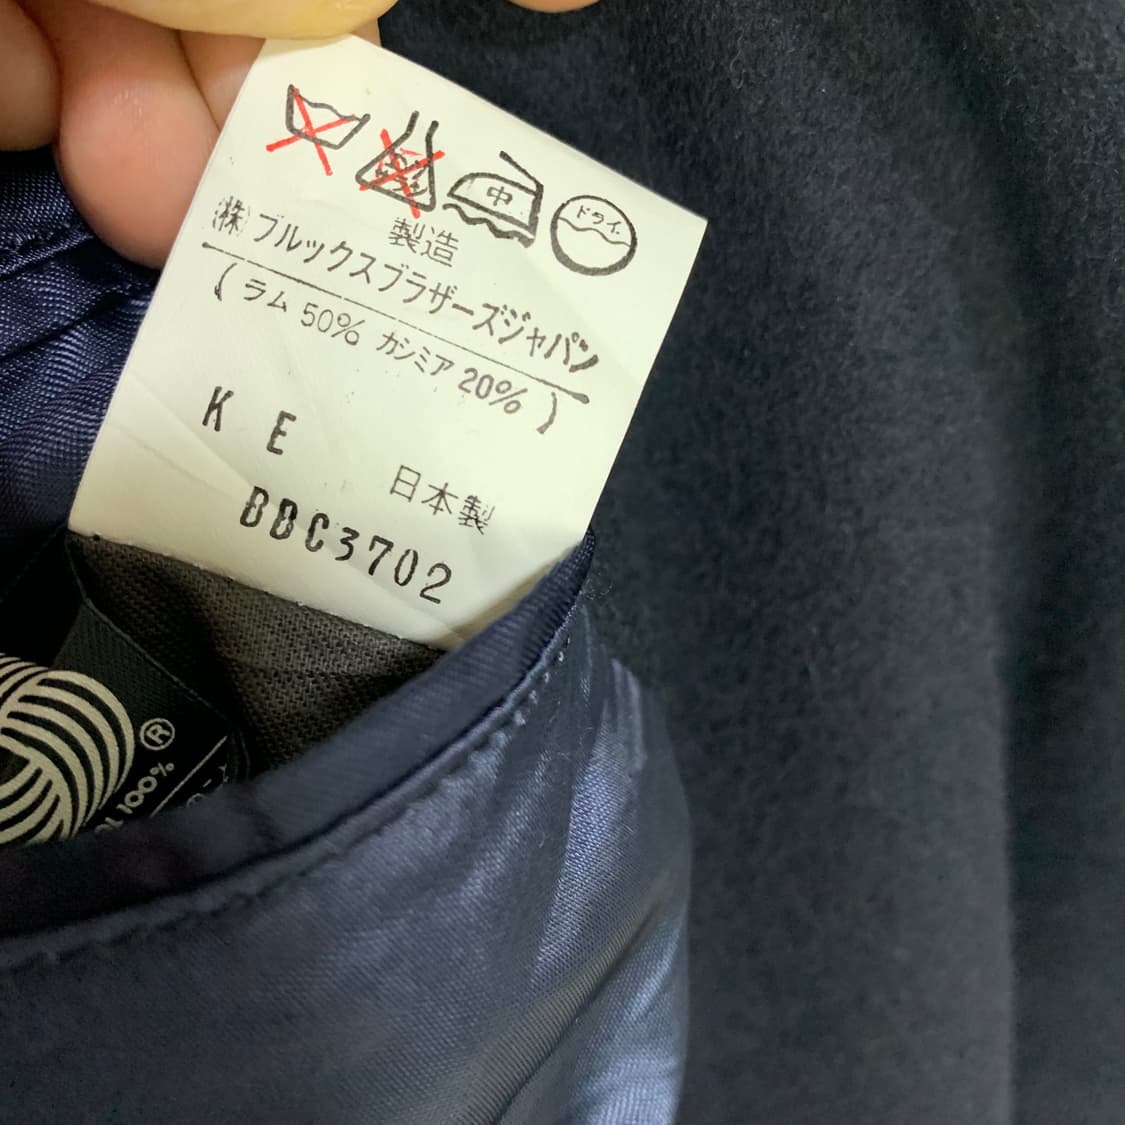 中
ドライ
製造
(株)ブルックスブラザーズジャパン
(ラム 50% カシミア 20%)
K E
日本製
BBC3702
®
100%